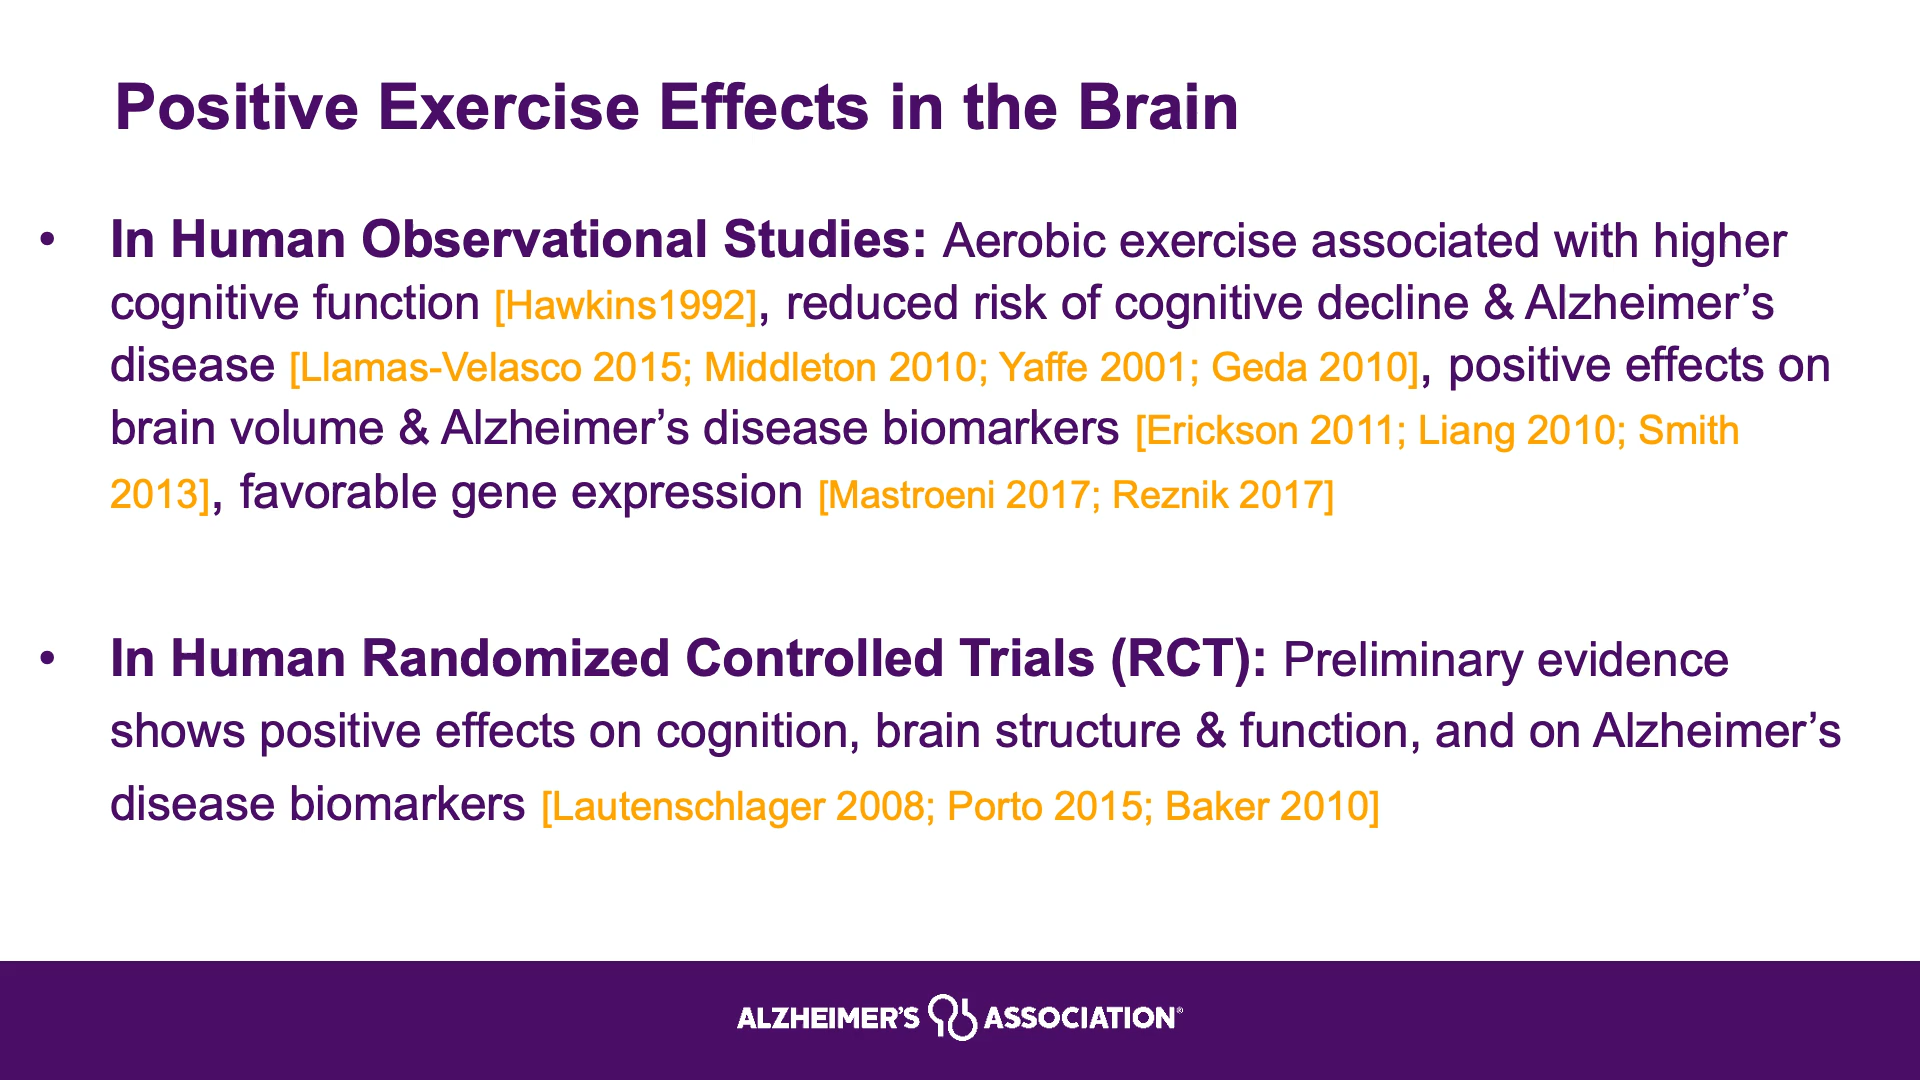 Positive Exercise Effects in the Brain
• In Human Observational Studies: Aerobic exercise associated with higher
cognitive function [Hawkins1992], reduced risk of cognitive decline & Alzheimer’s
disease [Llamas-Velasco 2015; Middleton 2010; Yaffe 2001; Geda 2010], positive effects on
brain volume & Alzheimer’s disease biomarkers [Erickson 2011; Liang 2010; Smith
2013], favorable gene expression [Mastroeni 2017; Reznik 2017]
• In Human Randomized Controlled Trials (RCT): Preliminary evidence
shows positive effects on cognition, brain structure & function, and on Alzheimer’s
disease biomarkers [Lautenschlager 2008; Porto 2015; Baker 2010]
ALZHEIMER’S ASSOCIATION®